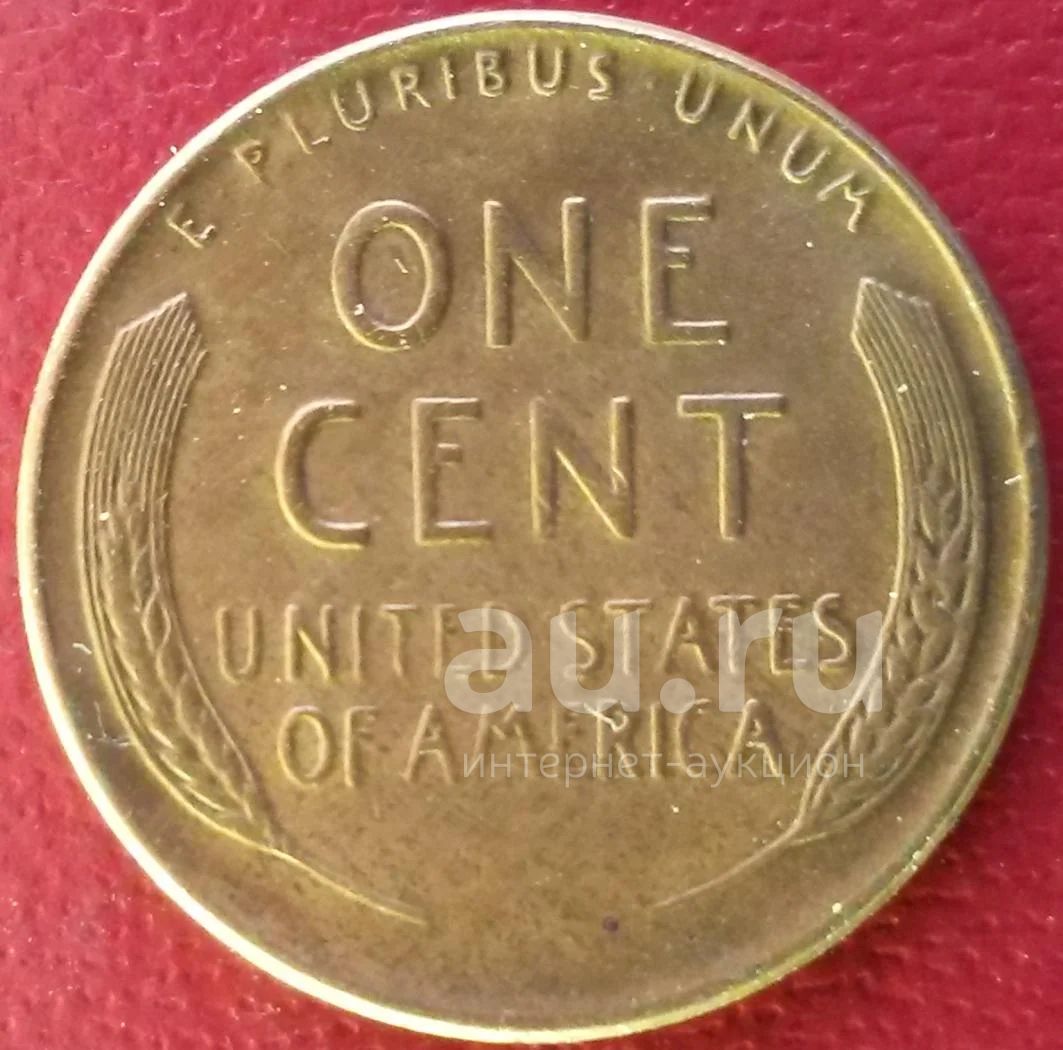 E PLURIBUS · UNUM
ONE
CENT
UNITED STATES
OF AMERICA
au.ru
интернет-аукцион